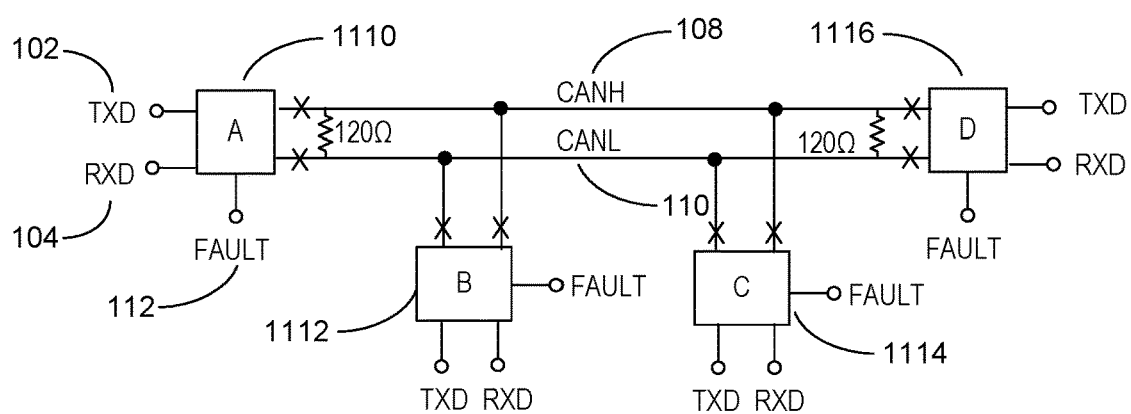 102
1110
108
1116
TXD
CANH
TXD
A
120Ω
120Ω
D
RXD
CANL
RXD
104
110
FAULT
FAULT
112
B
FAULT
C
FAULT
1112
1114
TXD RXD
TXD RXD